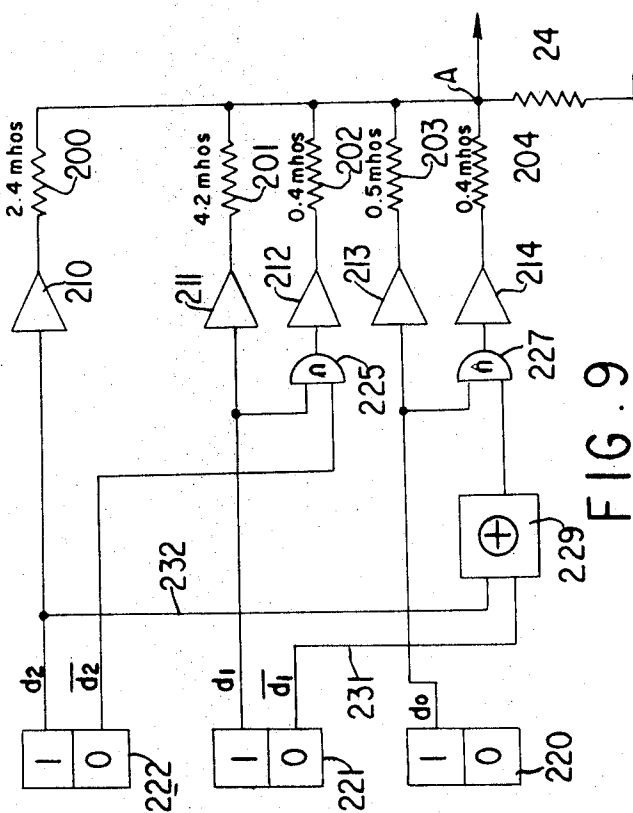 2.4 mhos
200
210
1
d2
0
d̅2̅
222
232
4.2 mhos
201
211
0.4 mhos
202
212
∩
225
1
d1
0
d̅1̅
221
231
0.5 mhos
203
213
A
24
0.4 mhos
204
214
∩
227
⊕
229
1
d0
0
220
FIG. 9